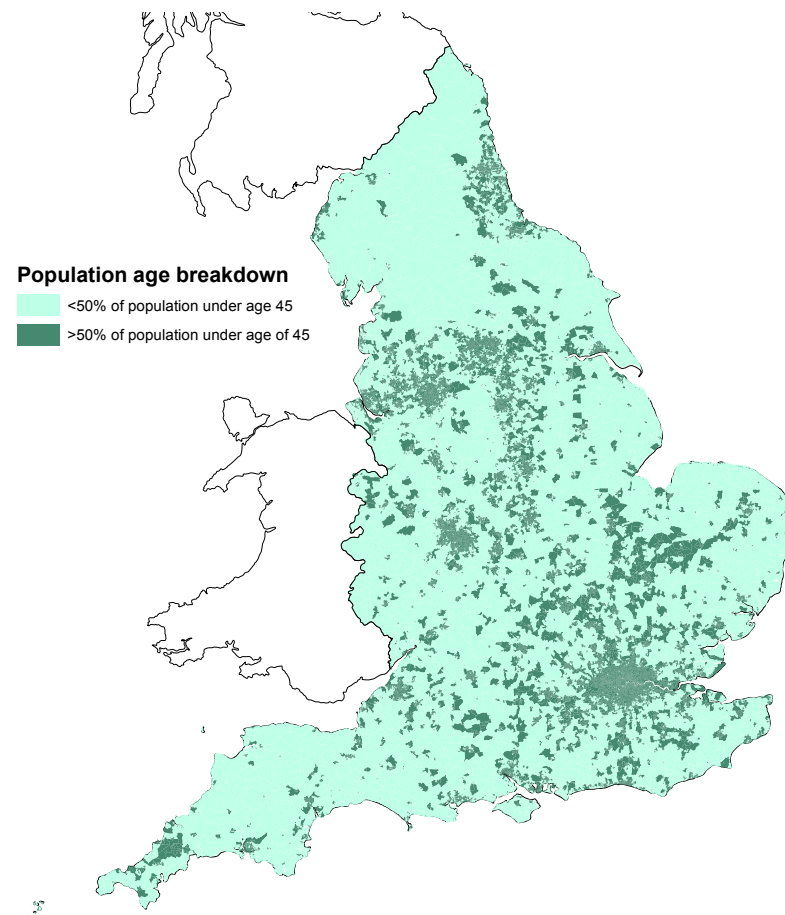 Population age breakdown
<50% of population under age 45
>50% of population under age of 45